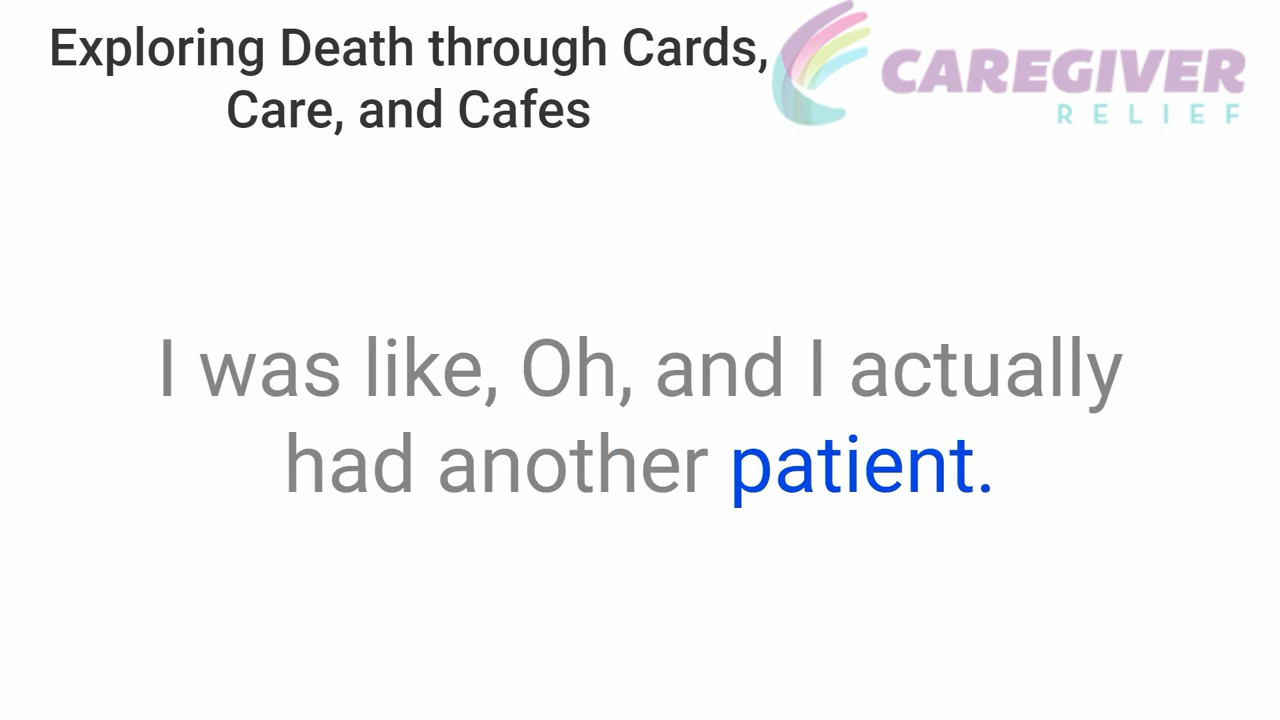 Exploring Death through Cards,
Care, and Cafes
CAREGIVER
RELIEF
I was like, Oh, and I actually
had another patient.